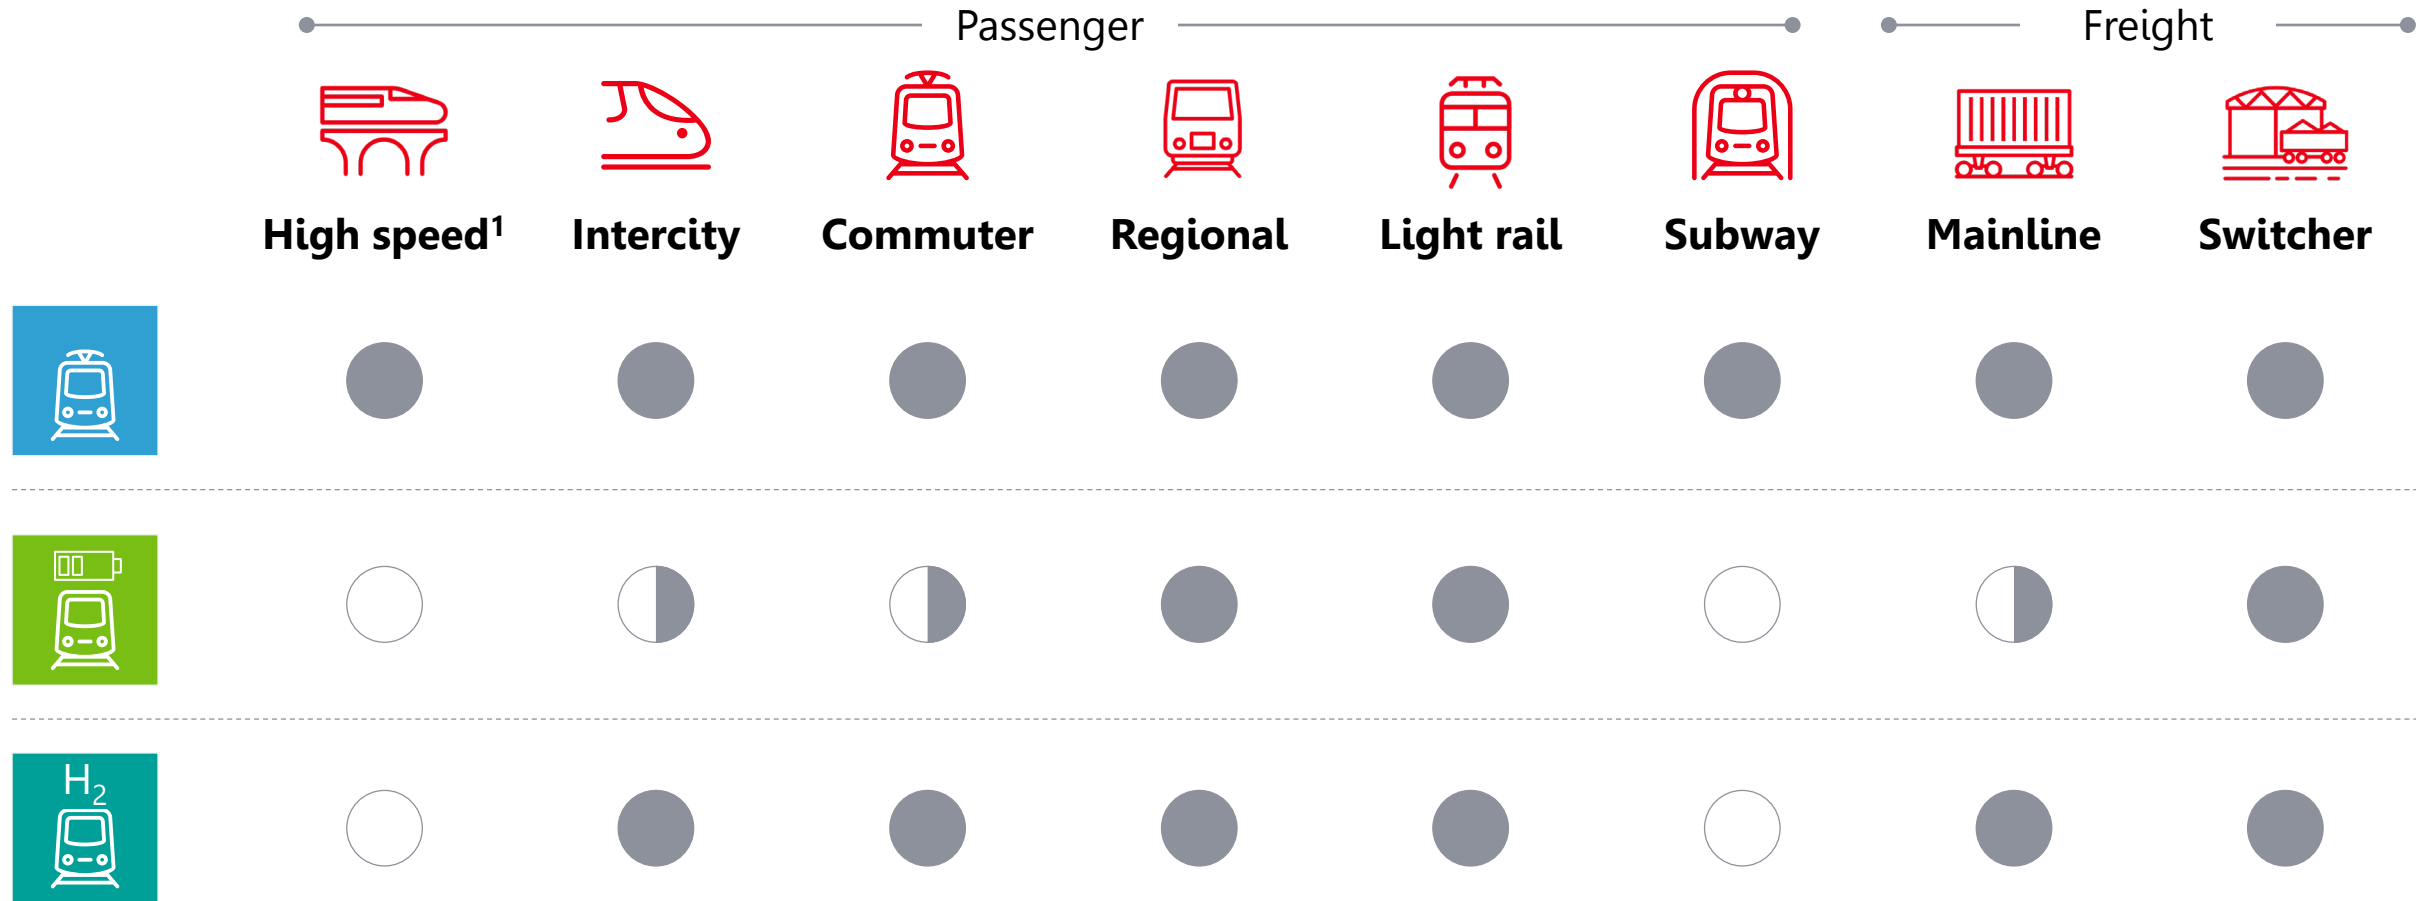 Passenger Freight
High speed¹ Intercity Commuter Regional Light rail Subway Mainline Switcher
H₂